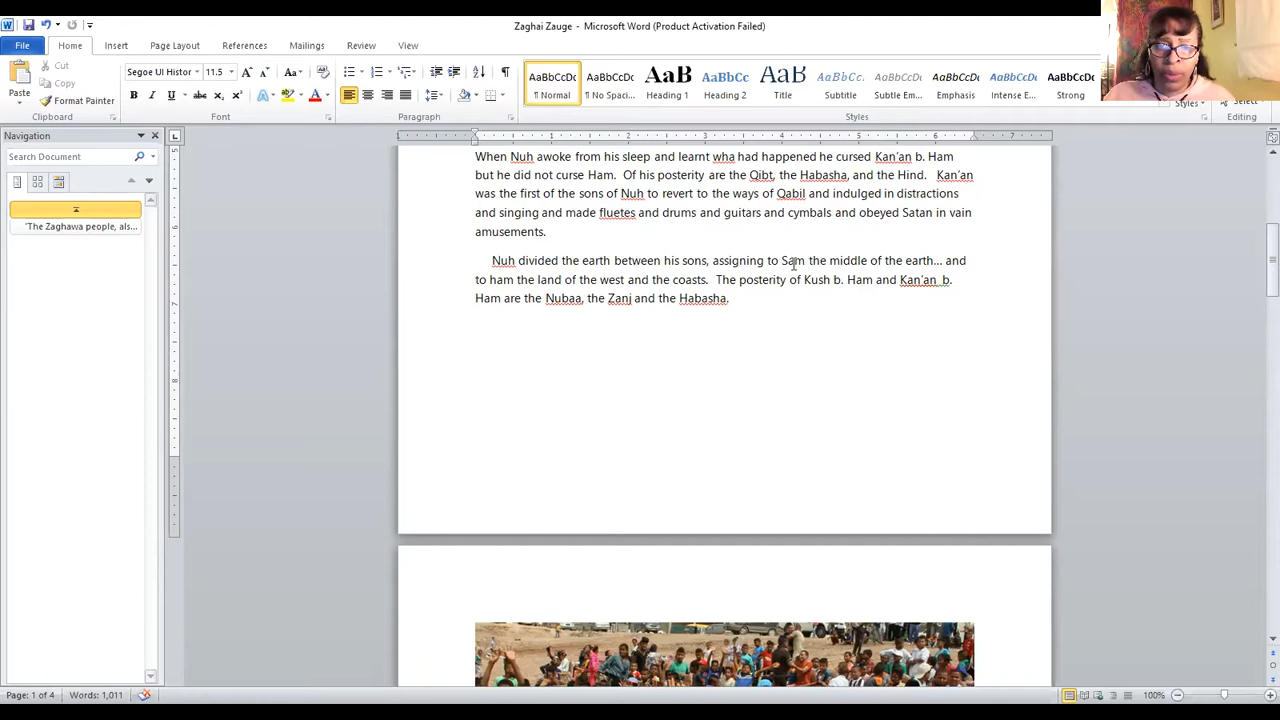 Zaghai Zauge - Microsoft Word (Product Activation Failed)
File Home Insert Page Layout References Mailings Review View
Paste
Cut
Copy
Format Painter
Clipboard
Segoe UI Histor 11.5
Font
Paragraph
AaBbCcDc AaBbCcDc AaB AaBbCc AaB AaBbCcL AaBbCcDc AaBbCcDc AaBbCcDc AaBbCcDc
¶ Normal ¶ No Spaci... Heading 1 Heading 2 Title Subtitle Subtle Em... Emphasis Intense E... Strong
Styles
Styles
Select
Editing
Navigation
Search Document
"The Zaghawa people, als...
When Nuh awoke from his sleep and learnt wha had happened he cursed Kan'an b. Ham
but he did not curse Ham. Of his posterity are the Qibt, the Habasha, and the Hind. Kan'an
was the first of the sons of Nuh to revert to the ways of Qabil and indulged in distractions
and singing and made fluetes and drums and guitars and cymbals and obeyed Satan in vain
amusements.
Nuh divided the earth between his sons, assigning to Sam the middle of the earth... and
to ham the land of the west and the coasts. The posterity of Kush b. Ham and Kan'an b.
Ham are the Nubaa, the Zanj and the Habasha.
Page: 1 of 4 Words: 1,011
100%